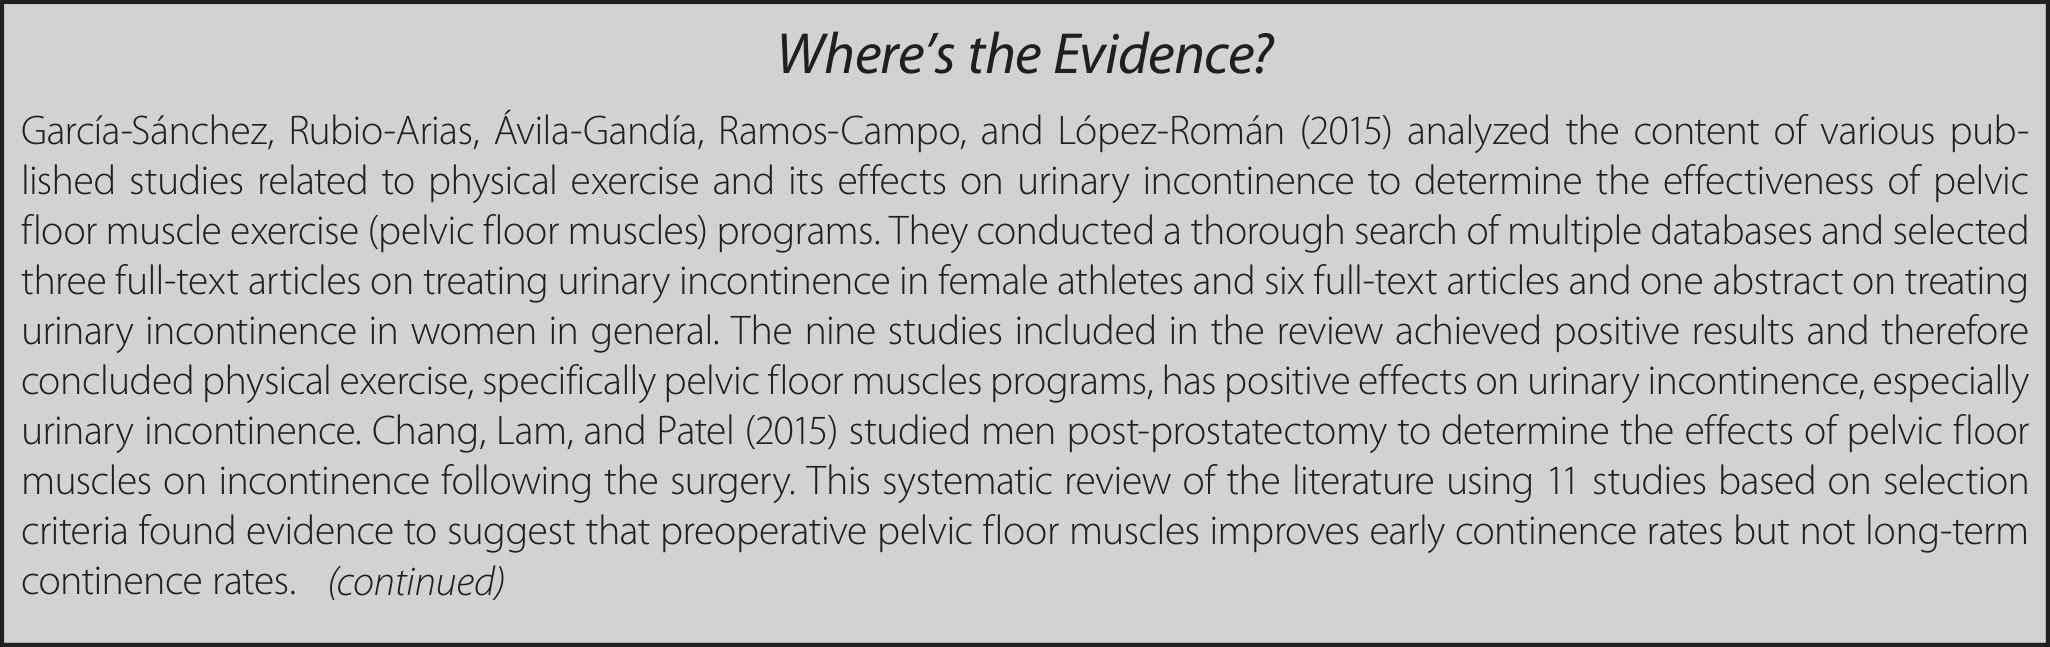 Where’s the Evidence?
García-Sánchez, Rubio-Arias, Ávila-Gandía, Ramos-Campo, and López-Román (2015) analyzed the content of various pub-
lished studies related to physical exercise and its effects on urinary incontinence to determine the effectiveness of pelvic
floor muscle exercise (pelvic floor muscles) programs. They conducted a thorough search of multiple databases and selected
three full-text articles on treating urinary incontinence in female athletes and six full-text articles and one abstract on treating
urinary incontinence in women in general. The nine studies included in the review achieved positive results and therefore
concluded physical exercise, specifically pelvic floor muscles programs, has positive effects on urinary incontinence, especially
urinary incontinence. Chang, Lam, and Patel (2015) studied men post-prostatectomy to determine the effects of pelvic floor
muscles on incontinence following the surgery. This systematic review of the literature using 11 studies based on selection
criteria found evidence to suggest that preoperative pelvic floor muscles improves early continence rates but not long-term
continence rates. (continued)